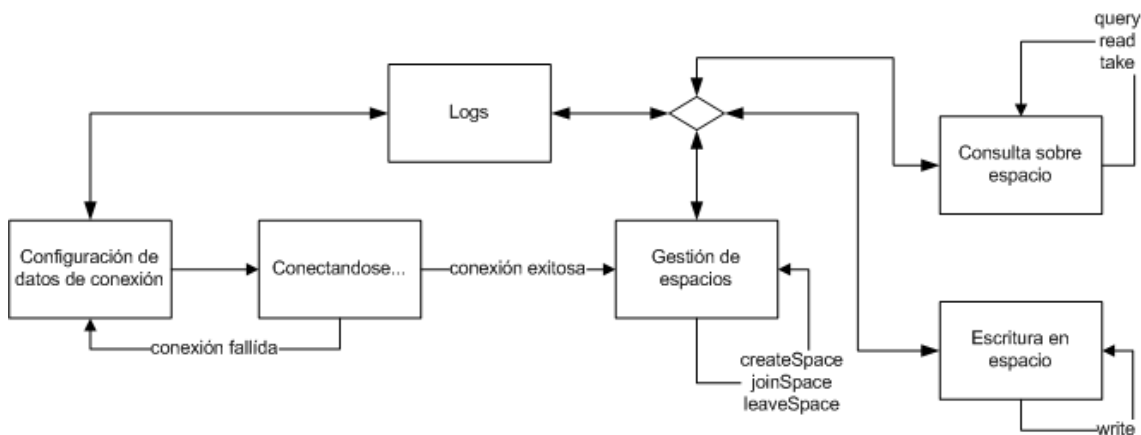 query
read
take
Logs
Consulta sobre
espacio
Configuración de
datos de conexión
Conectandose...
conexión exitosa
Gestión de
espacios
conexión fallída
createSpace
joinSpace
leaveSpace
Escritura en
espacio
write